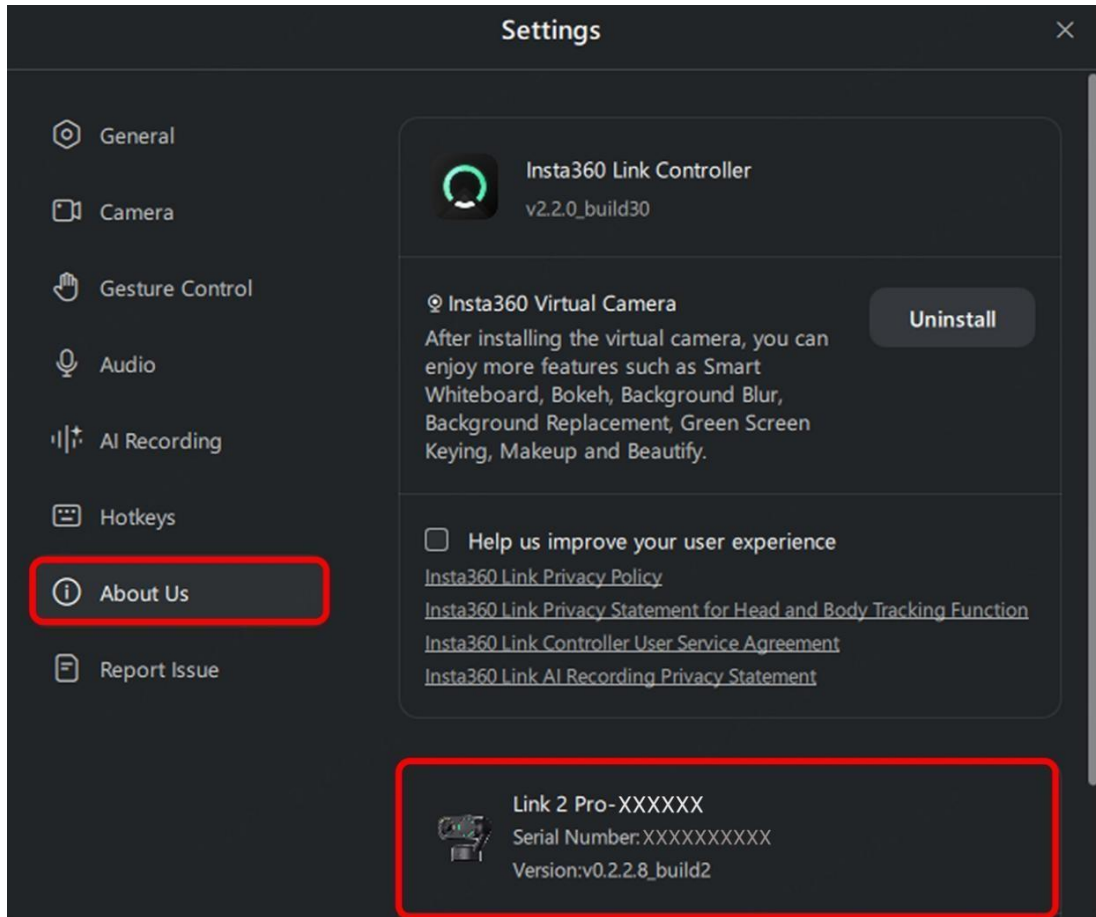 Settings
General
Camera
Gesture Control
Audio
AI Recording
Hotkeys
About Us
Report Issue
Insta360 Link Controller
v2.2.0_build30
Insta360 Virtual Camera
Uninstall
After installing the virtual camera, you can
enjoy more features such as Smart
Whiteboard, Bokeh, Background Blur,
Background Replacement, Green Screen
Keying, Makeup and Beautify.
Help us improve your user experience
Insta360 Link Privacy Policy
Insta360 Link Privacy Statement for Head and Body Tracking Function
Insta360 Link Controller User Service Agreement
Insta360 Link AI Recording Privacy Statement
Link 2 Pro-XXXXXX
Serial Number:XXXXXXXXXX
Version:v0.2.2.8_build2